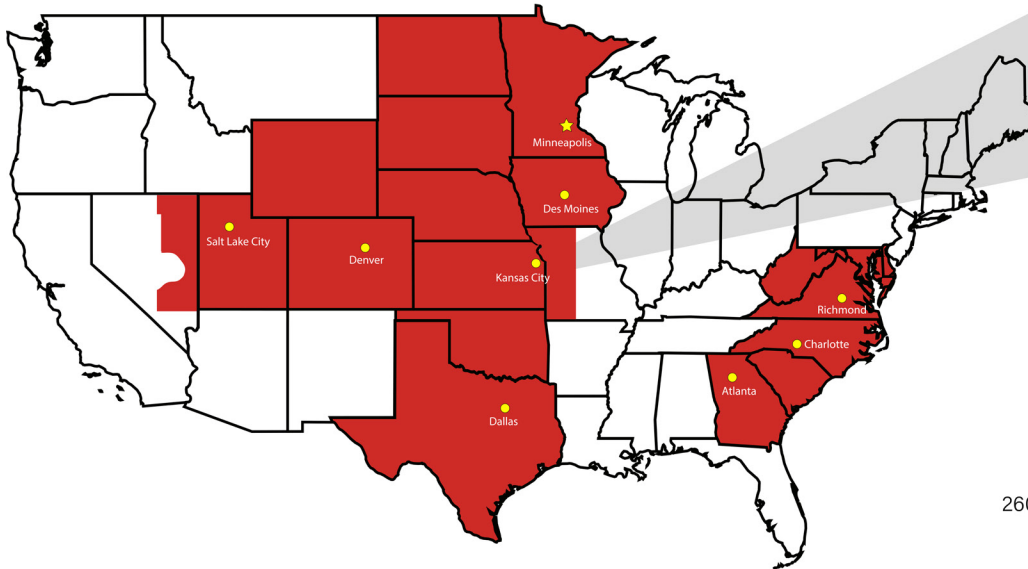 Minneapolis
Des Moines
Salt Lake City
Denver
Kansas City
Richmond
Charlotte
Atlanta
Dallas